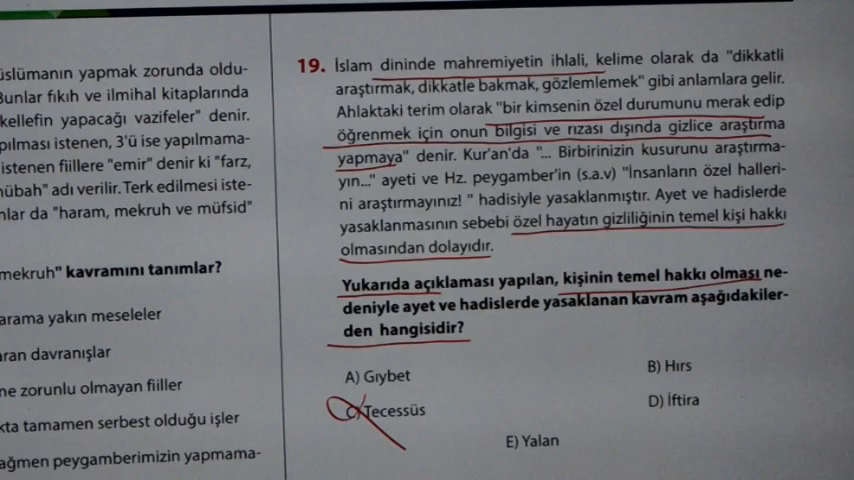 üslümanın yapmak zorunda oldu-
Bunlar fıkıh ve ilmihal kitaplarında
kellefin yapacağı vazifeler" denir.
pılması istenen, 3'ü ise yapılmama-
istenen fiillere "emir" denir ki "farz,
nübah" adı verilir. Terk edilmesi iste-
nlar da "haram, mekruh ve müfsid"
mekruh" kavramını tanımlar?
arama yakın meseleler
aran davranışlar
ne zorunlu olmayan fiiller
kta tamamen serbest olduğu işler
ağmen peygamberimizin yapmama-
19. İslam dininde mahremiyetin ihlali, kelime olarak da "dikkatli
araştırmak, dikkatle bakmak, gözlemlemek" gibi anlamlara gelir.
Ahlaktaki terim olarak "bir kimsenin özel durumunu merak edip
öğrenmek için onun bilgisi ve rızası dışında gizlice araştırma
yapmaya" denir. Kur'an'da "... Birbirinizin kusurunu araştırma-
yın..." ayeti ve Hz. peygamber'in (s.a.v) "İnsanların özel halleri-
ni araştırmayınız! " hadisiyle yasaklanmıştır. Ayet ve hadislerde
yasaklanmasının sebebi özel hayatın gizliliğinin temel kişi hakkı
olmasından dolayıdır.
Yukarıda açıklaması yapılan, kişinin temel hakkı olması ne-
deniyle ayet ve hadislerde yasaklanan kavram aşağıdakiler-
den hangisidir?
A) Gıybet
B) Hırs
C) Tecessüs
D) İftira
E) Yalan